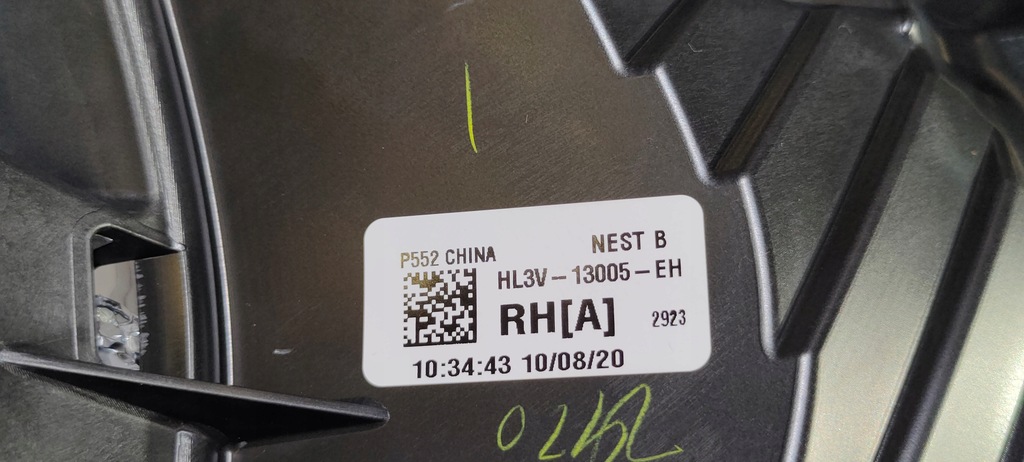 P552 CHINA
NEST B
HL3V-13005-EH
RH[A]
2923
10:34:43 10/08/20